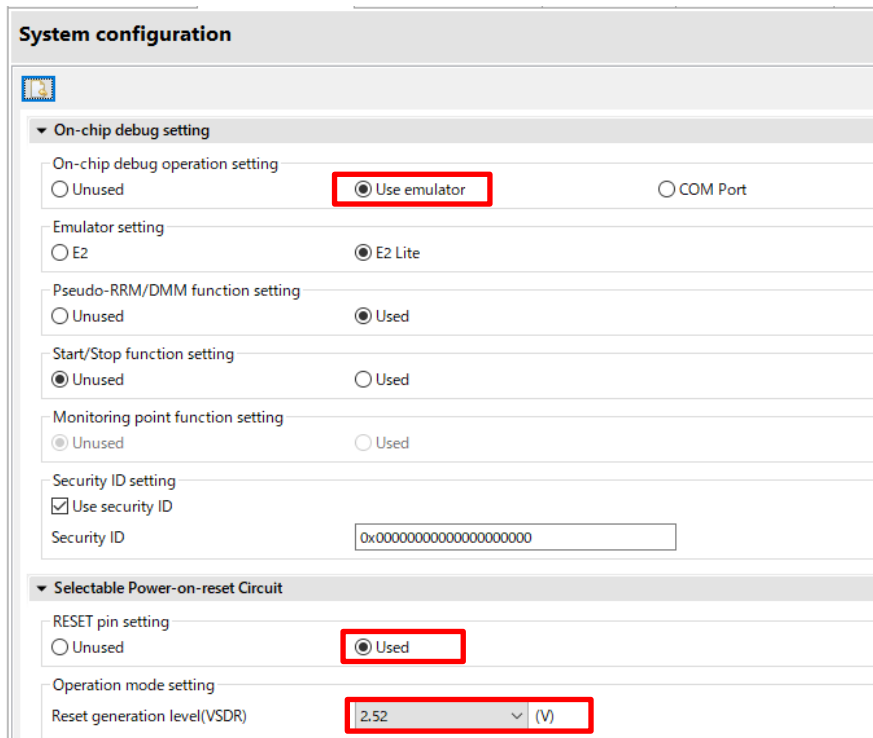 System configuration
On-chip debug setting
On-chip debug operation setting
Unused Use emulator COM Port
Emulator setting
E2 E2 Lite
Pseudo-RRM/DMM function setting
Unused Used
Start/Stop function setting
Unused Used
Monitoring point function setting
Unused Used
Security ID setting
Use security ID
Security ID 0x00000000000000000000
Selectable Power-on-reset Circuit
RESET pin setting
Unused Used
Operation mode setting
Reset generation level(VSDR) 2.52 (V)